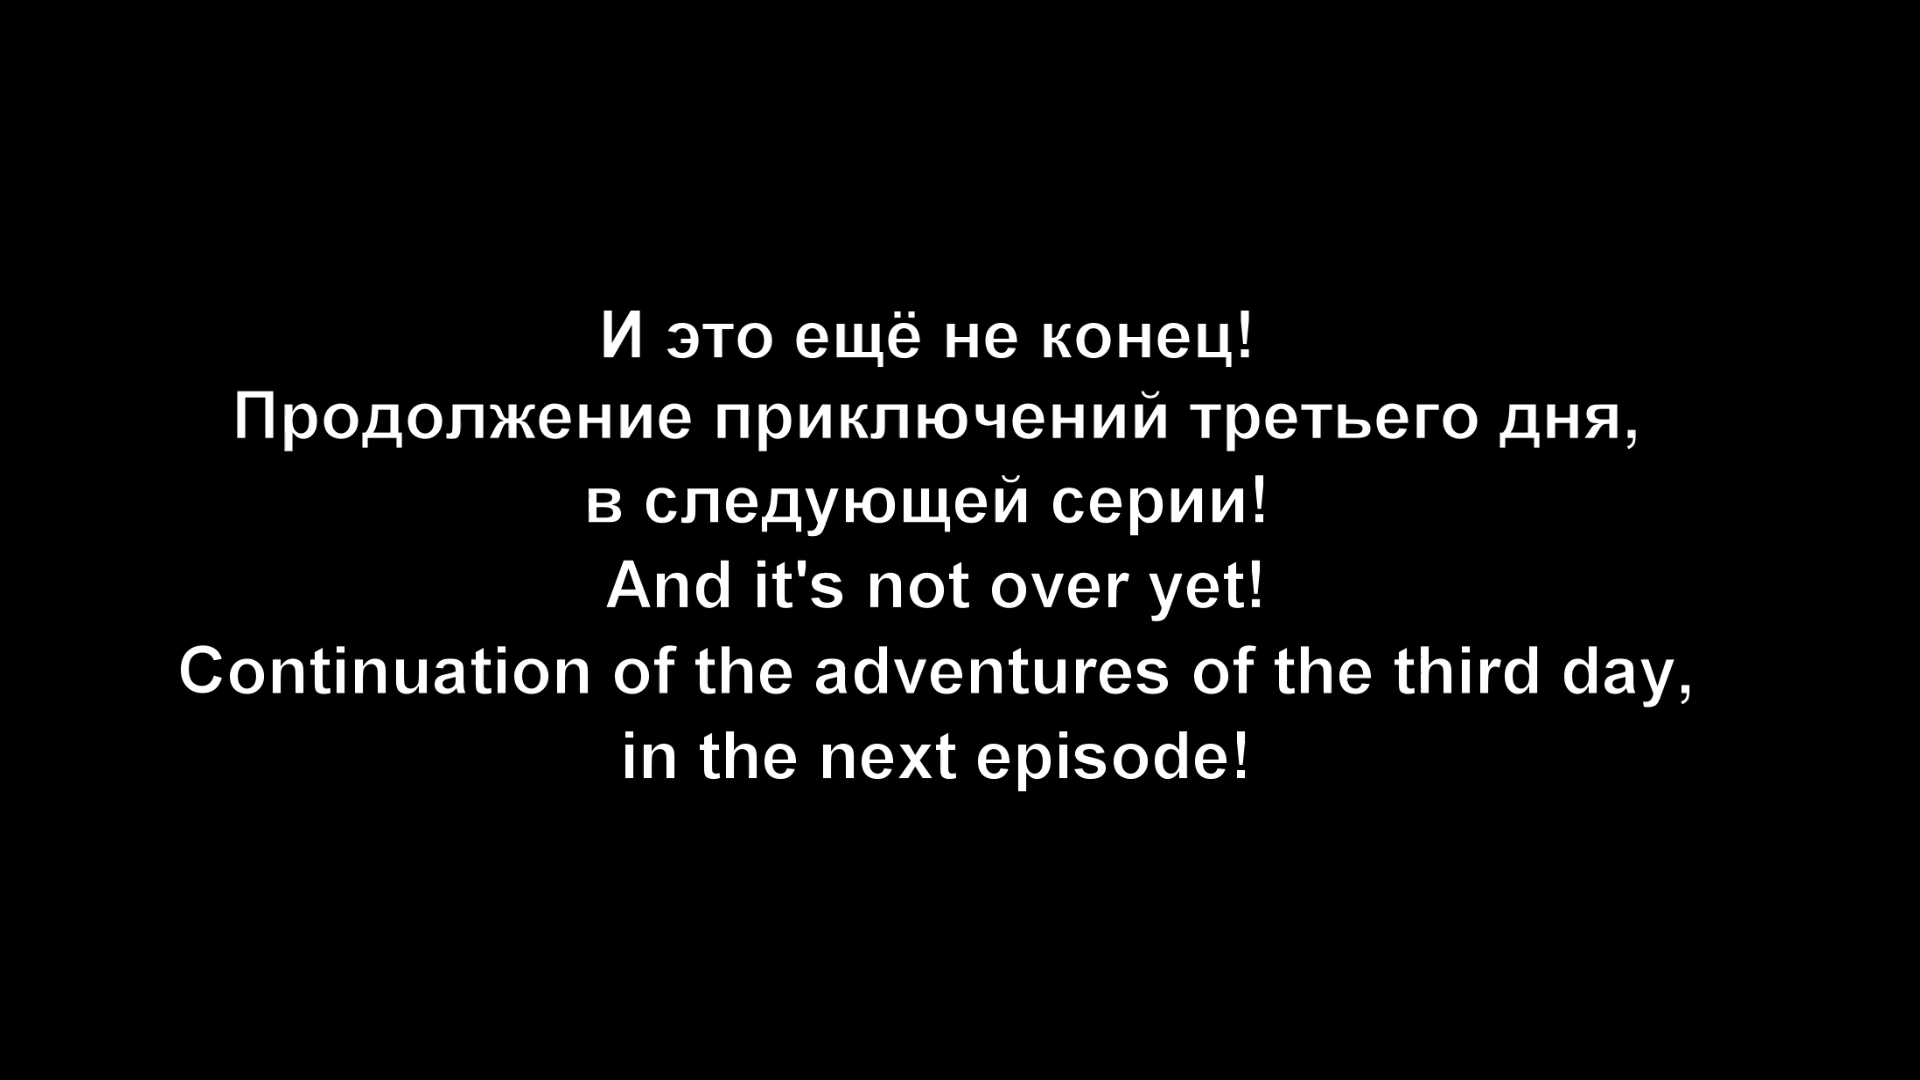 И это ещё не конец!
Продолжение приключений третьего дня,
в следующей серии!
And it's not over yet!
Continuation of the adventures of the third day,
in the next episode!